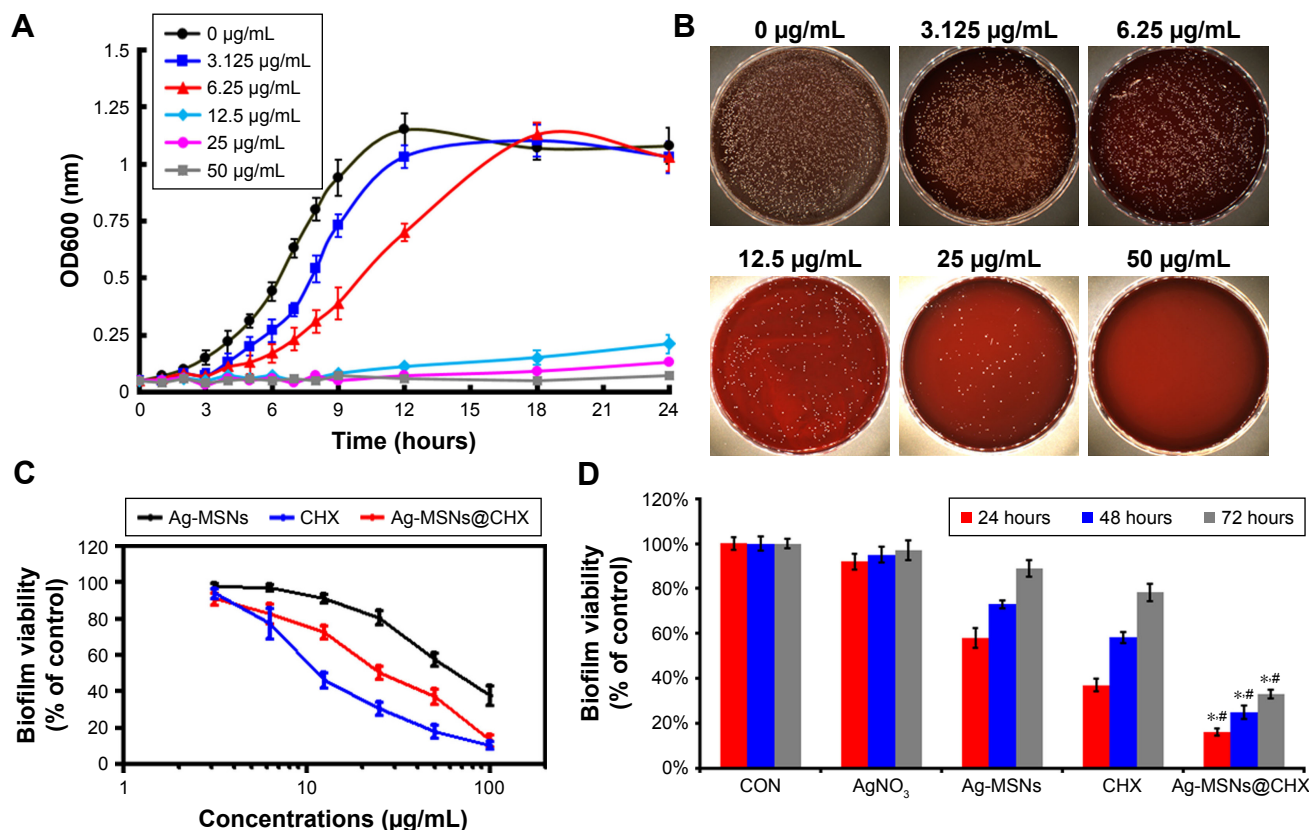 A
0 µg/mL
3.125 µg/mL
6.25 µg/mL
12.5 µg/mL
25 µg/mL
50 µg/mL
1.5
1.25
1
0.75
0.5
0.25
0
OD600 (nm)
0 3 6 9 12 15 18 21 24
Time (hours)
B
0 µg/mL 3.125 µg/mL 6.25 µg/mL
12.5 µg/mL 25 µg/mL 50 µg/mL
C
Ag-MSNs CHX Ag-MSNs@CHX
120
100
80
60
40
20
0
Biofilm viability
(% of control)
1 10 100
Concentrations (µg/mL)
D
24 hours 48 hours 72 hours
120%
100%
80%
60%
40%
20%
0%
Biofilm viability
(% of control)
*,# *,# *,#
CON AgNO₃ Ag-MSNs CHX Ag-MSNs@CHX